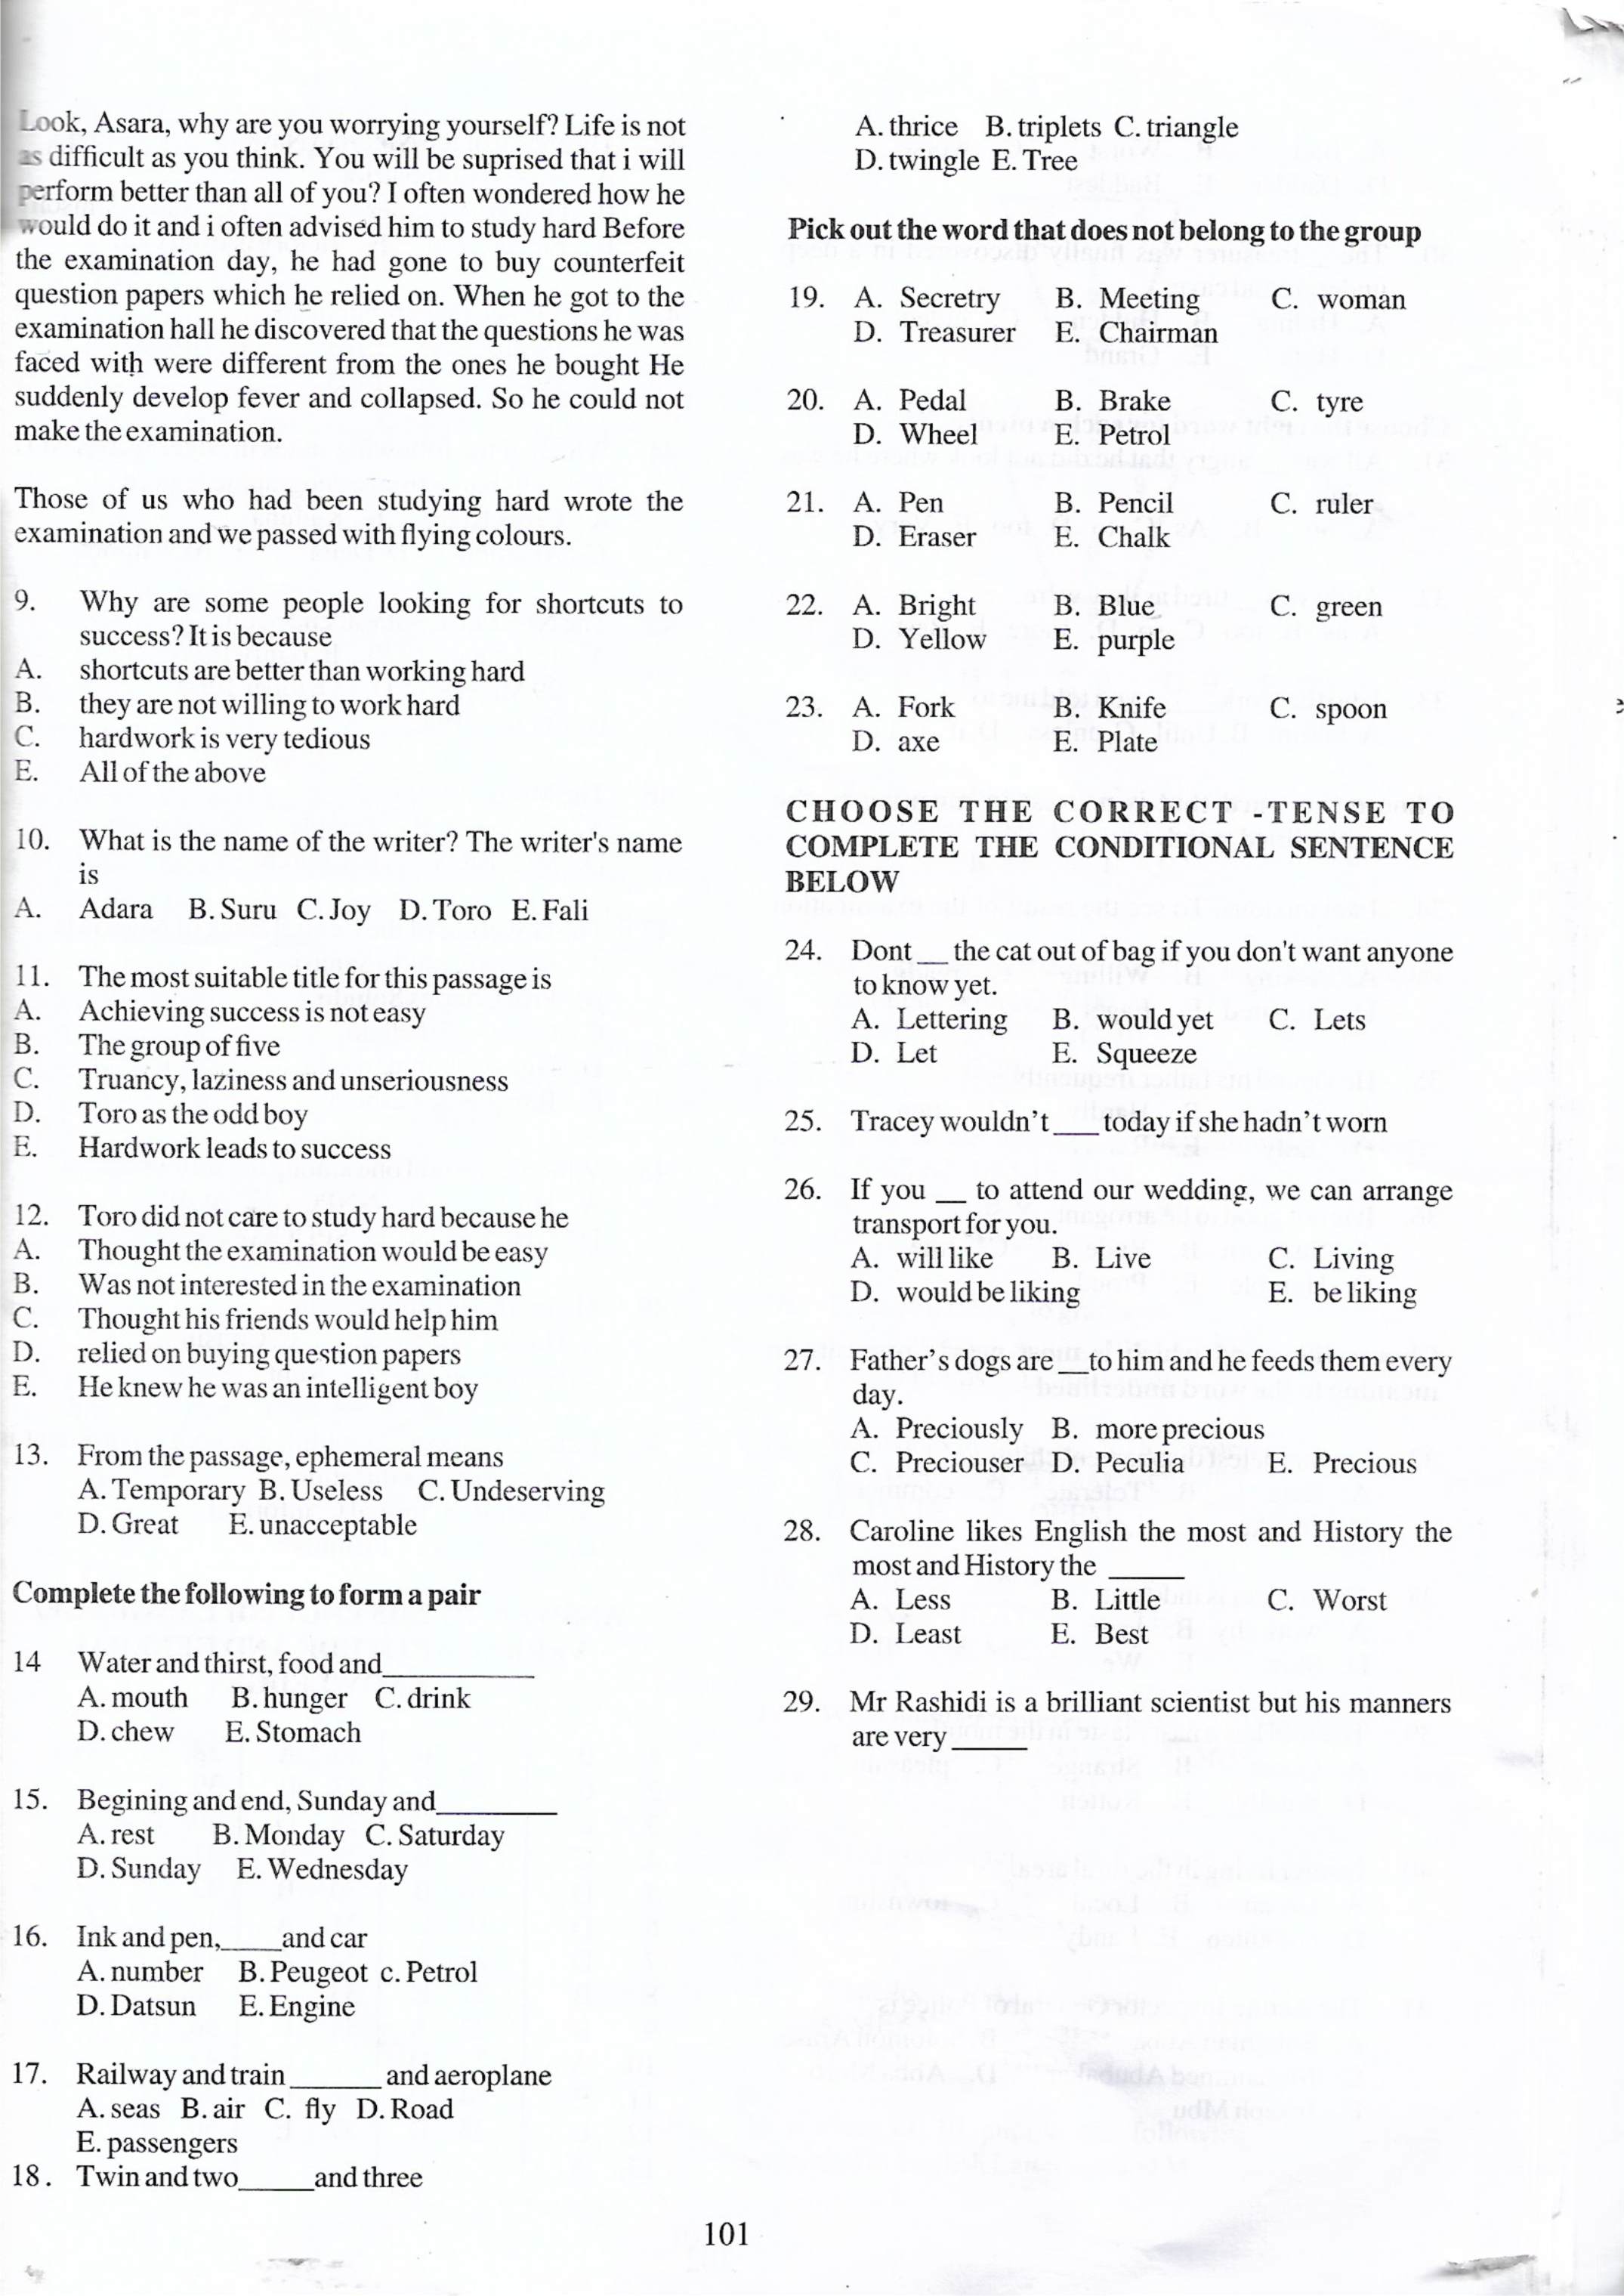 Look, Asara, why are you worrying yourself? Life is not
as difficult as you think. You will be suprised that i will
perform better than all of you? I often wondered how he
would do it and i often advised him to study hard Before
the examination day, he had gone to buy counterfeit
question papers which he relied on. When he got to the
examination hall he discovered that the questions he was
faced with were different from the ones he bought He
suddenly develop fever and collapsed. So he could not
make the examination.
Those of us who had been studying hard wrote the
examination and we passed with flying colours.
9. Why are some people looking for shortcuts to
success? It is because
A. shortcuts are better than working hard
B. they are not willing to work hard
C. hardwork is very tedious
E. All of the above
10. What is the name of the writer? The writer's name
is
A. Adara B. Suru C. Joy D. Toro E. Fali
11. The most suitable title for this passage is
A. Achieving success is not easy
B. The group of five
C. Truancy, laziness and unseriousness
D. Toro as the odd boy
E. Hardwork leads to success
12. Toro did not care to study hard because he
A. Thought the examination would be easy
B. Was not interested in the examination
C. Thought his friends would help him
D. relied on buying question papers
E. He knew he was an intelligent boy
13. From the passage, ephemeral means
A. Temporary B. Useless C. Undeserving
D. Great E. unacceptable
Complete the following to form a pair
14 Water and thirst, food and__________
A. mouth B. hunger C. drink
D. chew E. Stomach
15. Begining and end, Sunday and________
A. rest B. Monday C. Saturday
D. Sunday E. Wednesday
16. Ink and pen,____and car
A. number B. Peugeot c. Petrol
D. Datsun E. Engine
17. Railway and train______ and aeroplane
A. seas B. air C. fly D. Road
E. passengers
18. Twin and two_____and three
A. thrice B. triplets C. triangle
D. twingle E. Tree
Pick out the word that does not belong to the group
19. A. Secretry B. Meeting C. woman
D. Treasurer E. Chairman
20. A. Pedal B. Brake C. tyre
D. Wheel E. Petrol
21. A. Pen B. Pencil C. ruler
D. Eraser E. Chalk
22. A. Bright B. Blue C. green
D. Yellow E. purple
23. A. Fork B. Knife C. spoon
D. axe E. Plate
CHOOSE THE CORRECT -TENSE TO
COMPLETE THE CONDITIONAL SENTENCE
BELOW
24. Dont __ the cat out of bag if you don't want anyone
to know yet.
A. Lettering B. would yet C. Lets
D. Let E. Squeeze
25. Tracey wouldn't ___ today if she hadn't worn
26. If you __ to attend our wedding, we can arrange
transport for you.
A. will like B. Live C. Living
D. would be liking E. be liking
27. Father's dogs are __to him and he feeds them every
day.
A. Preciously B. more precious
C. Preciouser D. Peculia E. Precious
28. Caroline likes English the most and History the
most and History the _____
A. Less B. Little C. Worst
D. Least E. Best
29. Mr Rashidi is a brilliant scientist but his manners
are very _____
101